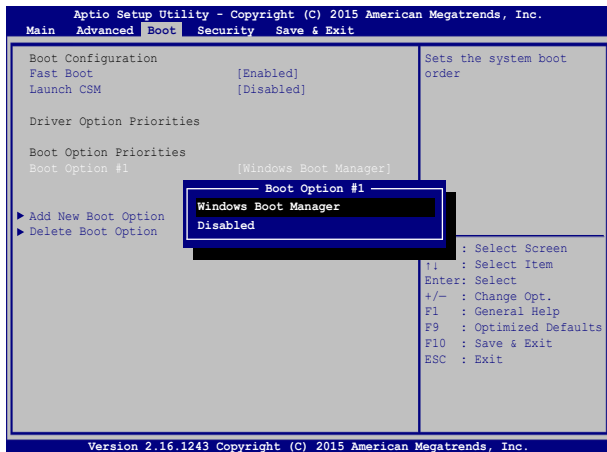 Aptio Setup Utility - Copyright (C) 2015 American Megatrends, Inc.
Main Advanced Boot Security Save & Exit
Boot Configuration
Fast Boot [Enabled]
Launch CSM [Disabled]
Driver Option Priorities
Boot Option Priorities
Boot Option #1 [Windows Boot Manager]
Boot Option #1
Windows Boot Manager
Disabled
▶ Add New Boot Option
▶ Delete Boot Option
Sets the system boot
order
: Select Screen
↑↓ : Select Item
Enter: Select
+/— : Change Opt.
F1 : General Help
F9 : Optimized Defaults
F10 : Save & Exit
ESC : Exit
Version 2.16.1243 Copyright (C) 2015 American Megatrends, Inc.